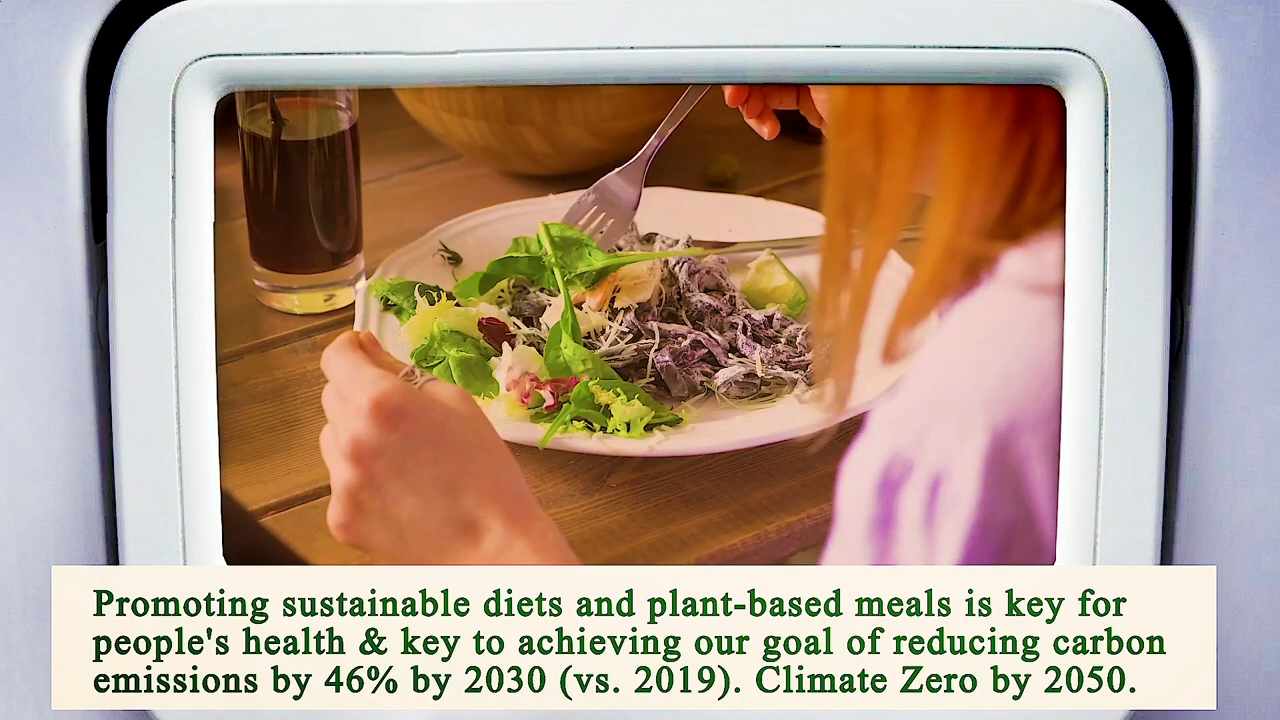 Promoting sustainable diets and plant-based meals is key for
people's health & key to achieving our goal of reducing carbon
emissions by 46% by 2030 (vs. 2019). Climate Zero by 2050.